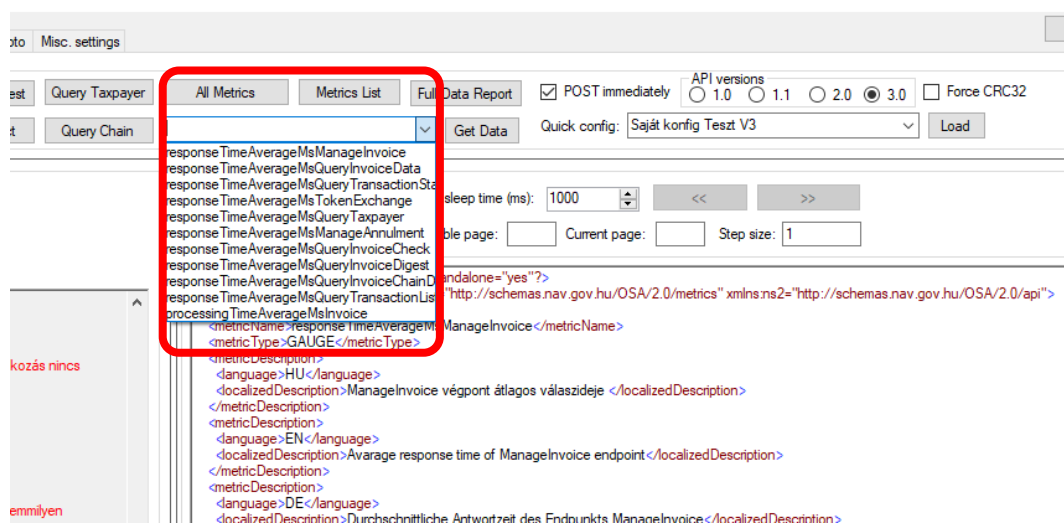 oto Misc. settings
est Query Taxpayer All Metrics Metrics List Full Data Report POST immediately API versions 1.0 1.1 2.0 3.0 Force CRC32
t Query Chain Get Data Quick config: Saját konfig Teszt V3 Load
responseTimeAverageMsManageInvoice
responseTimeAverageMsQueryInvoiceData
responseTimeAverageMsQueryTransactionSta
responseTimeAverageMsTokenExchange sleep time (ms): 1000 << >>
responseTimeAverageMsQueryTaxpayer
responseTimeAverageMsManageAnnulment ble page: Current page: Step size: 1
responseTimeAverageMsQueryInvoiceCheck
responseTimeAverageMsQueryInvoiceDigest
responseTimeAverageMsQueryInvoiceChainD andalone="yes"?>
responseTimeAverageMsQueryTransactionList "http://schemas.nav.gov.hu/OSA/2.0/metrics" xmlns:ns2="http://schemas.nav.gov.hu/OSA/2.0/api">
processingTimeAverageMsInvoice
<metricName>responseTimeAverageMsManageInvoice</metricName>
<metricType>GAUGE</metricType>
<metricDescription>
kozás nincs
<language>HU</language>
<localizedDescription>ManageInvoice végpont átlagos válaszideje </localizedDescription>
</metricDescription>
<metricDescription>
<language>EN</language>
<localizedDescription>Avarage response time of ManageInvoice endpoint</localizedDescription>
</metricDescription>
<metricDescription>
<language>DE</language>
emmilyen
<localizedDescription>Durchschnittliche Antwortzeit des Endpunkts ManageInvoice</localizedDescription>